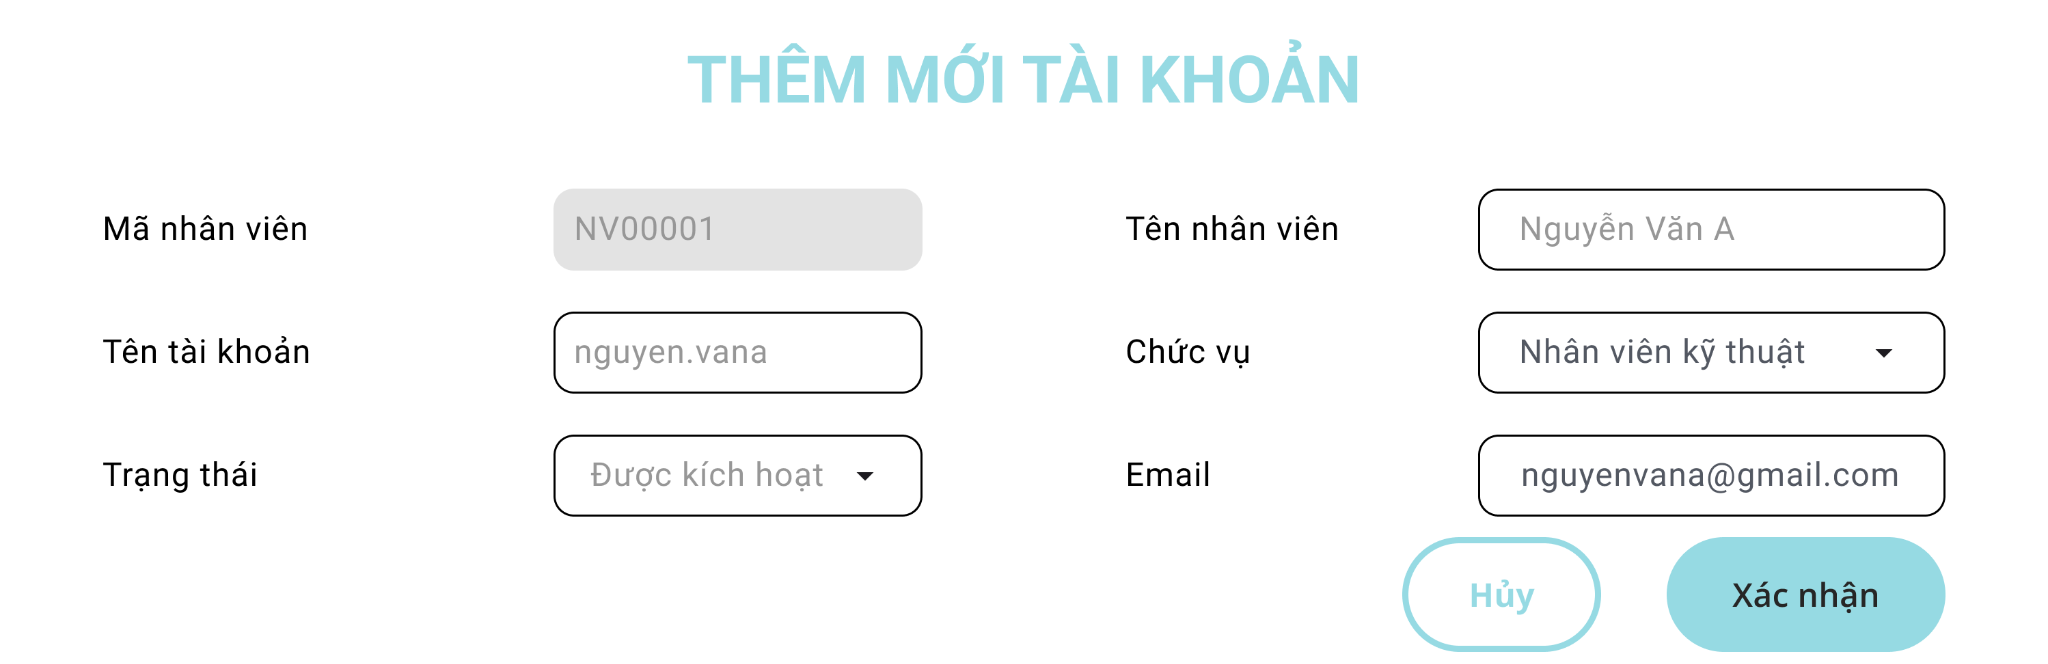 THÊM MỚI TÀI KHOẢN
Mã nhân viên
NV00001
Tên nhân viên
Nguyễn Văn A
Tên tài khoản
nguyen.vana
Chức vụ
Nhân viên kỹ thuật
Trạng thái
Được kích hoạt
Email
nguyenvana@gmail.com
Hủy
Xác nhận